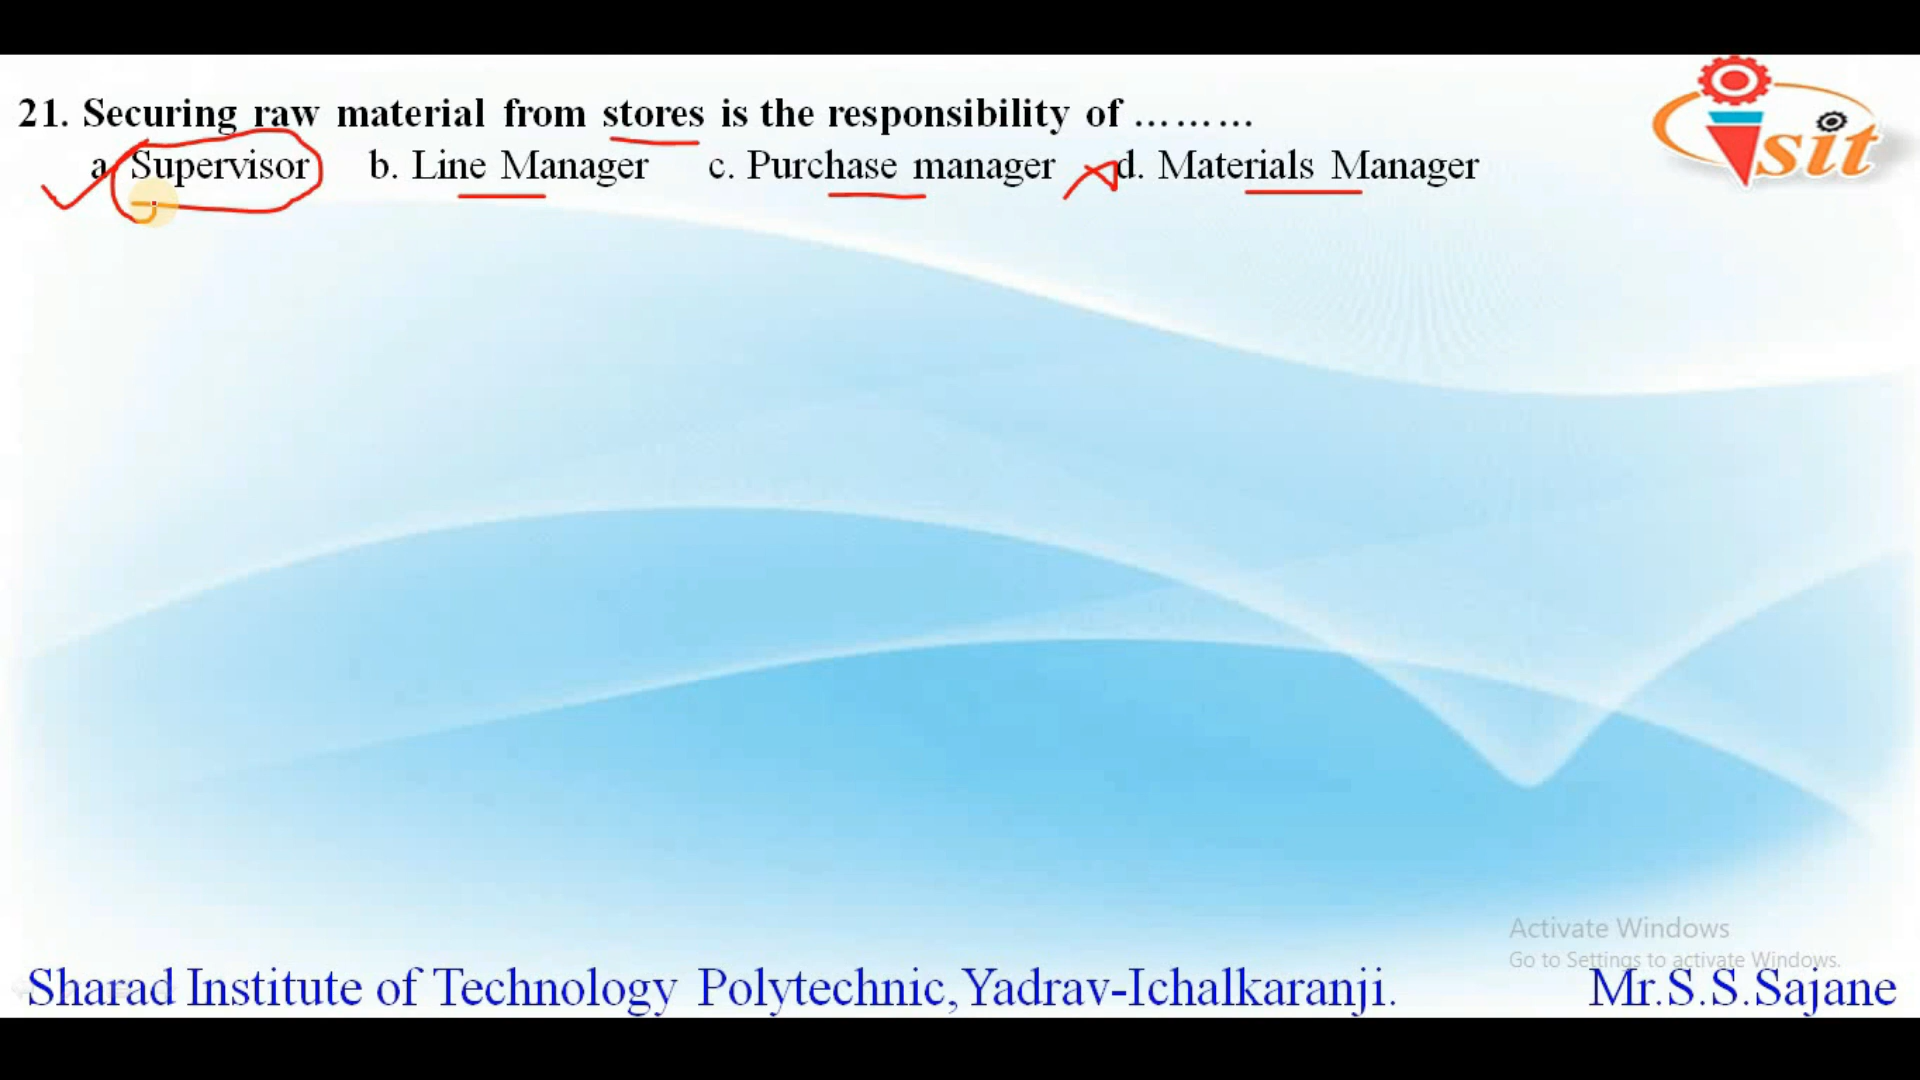 21. Securing raw material from stores is the responsibility of ………
a. Supervisor b. Line Manager c. Purchase manager d. Materials Manager
sit
Activate Windows
Go to Settings to activate Windows.
Sharad Institute of Technology Polytechnic,Yadrav-Ichalkaranji. Mr.S.S.Sajane